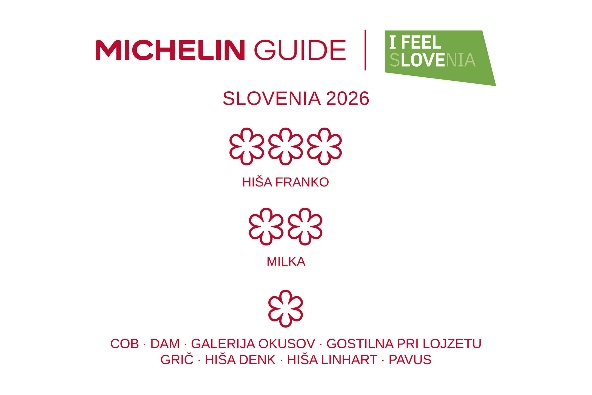 MICHELIN GUIDE
I FEEL
SLOVENIA
SLOVENIA 2026
HIŠA FRANKO
MILKA
COB · DAM · GALERIJA OKUSOV · GOSTILNA PRI LOJZETU
GRIČ · HIŠA DENK · HIŠA LINHART · PAVUS